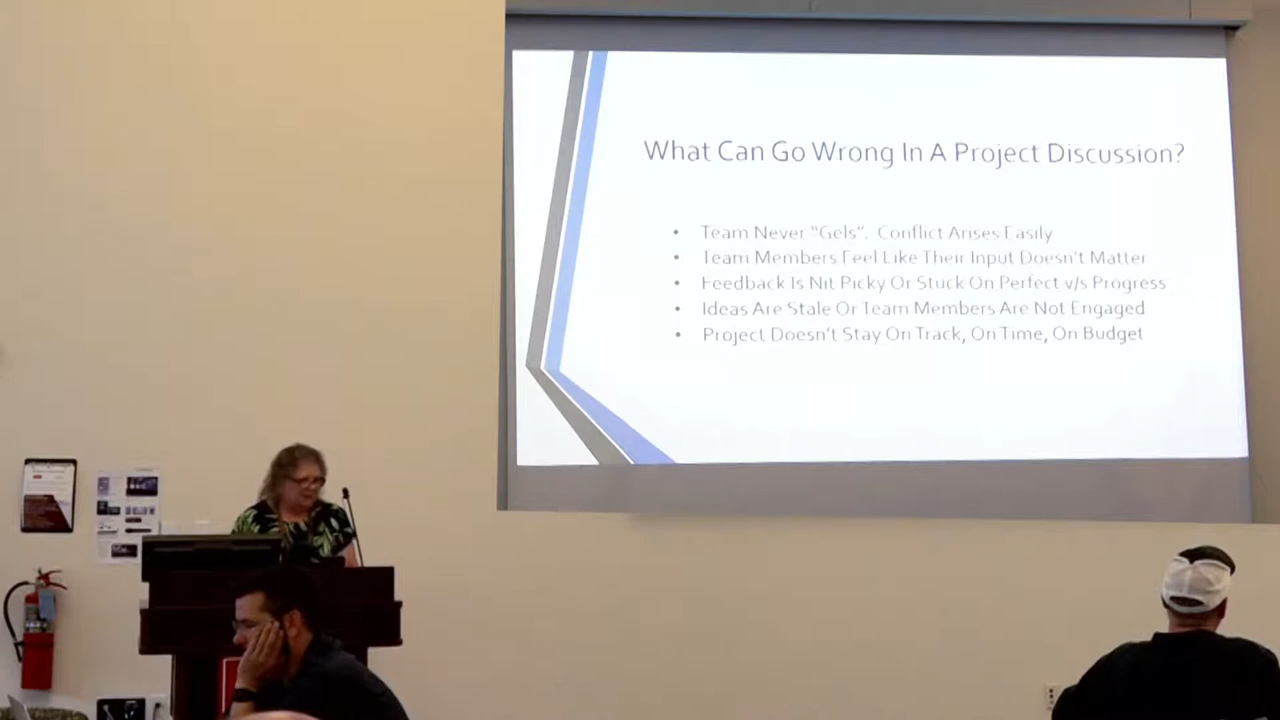 What Can Go Wrong In A Project Discussion?
• Team Never "Gels". Conflict Arises Easily
• Team Members Feel Like Their Input Doesn't Matter
• Feedback Is Nit Picky Or Stuck On Perfect v/s Progress
• Ideas Are Stale Or Team Members Are Not Engaged
• Project Doesn't Stay On Track, On Time, On Budget